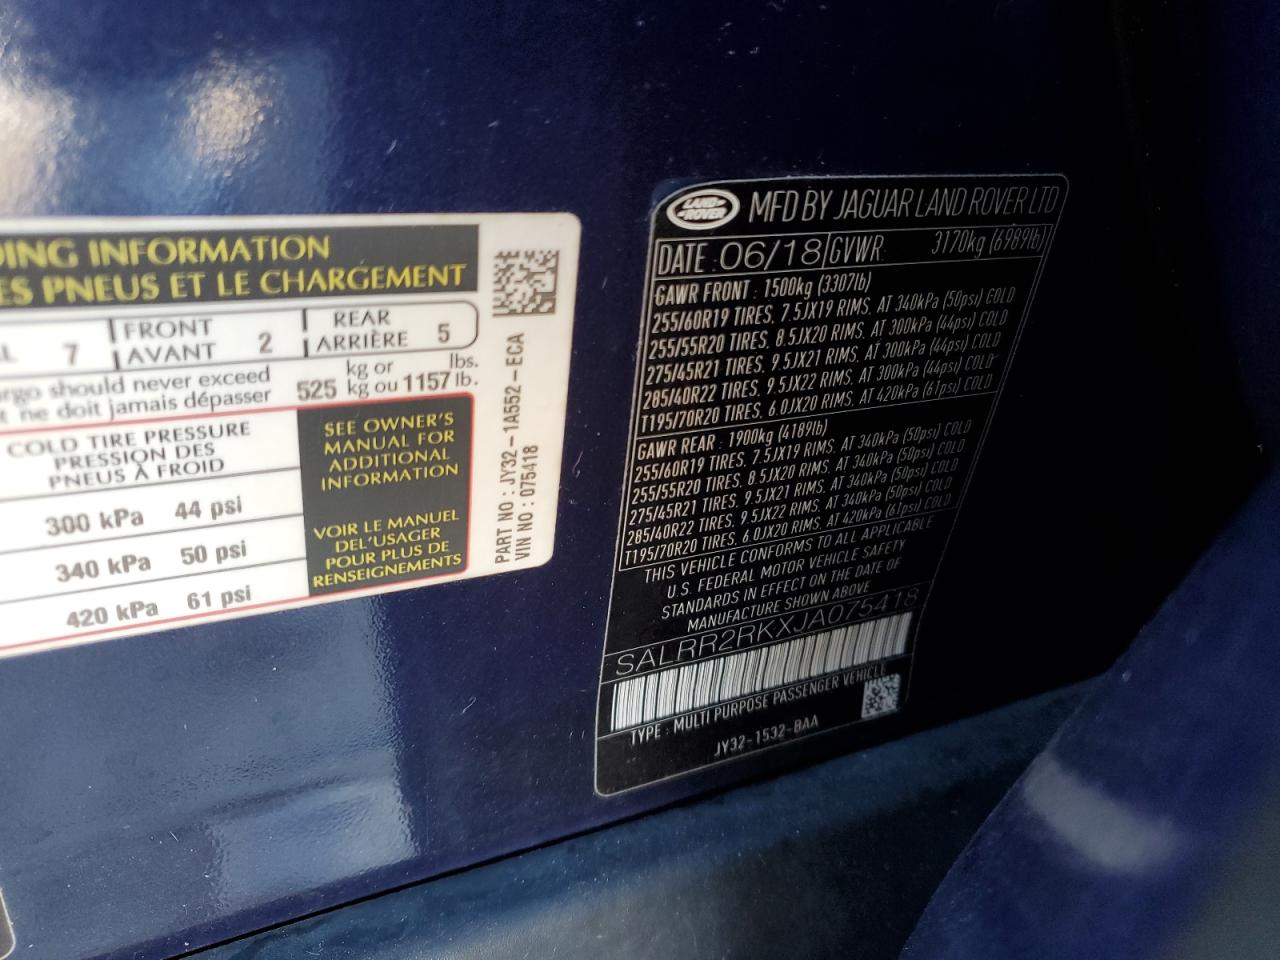 DING INFORMATION
ES PNEUS ET LE CHARGEMENT
L 7 FRONT AVANT 2 REAR ARRIÈRE 5
rgo should never exceed
t ne doit jamais dépasser
525 kg or kg ou 1157 lbs. lb.
COLD TIRE PRESSURE
PRESSION DES
PNEUS À FROID
300 kPa 44 psi
340 kPa 50 psi
420 kPa 61 psi
SEE OWNER'S
MANUAL FOR
ADDITIONAL
INFORMATION
VOIR LE MANUEL
DEL'USAGER
POUR PLUS DE
RENSEIGNEMENTS
PART NO : JY32-1A552-ECA
VIN NO : 075418
LAND ROVER
MFD BY JAGUAR LAND ROVER LTD
DATE : 06/18 GVWR: 3170kg (6989lb)
GAWR FRONT : 1500kg (3307lb)
255/60R19 TIRES, 7.5JX19 RIMS, AT 340kPa (50psi) COLD
255/55R20 TIRES, 8.5JX20 RIMS, AT 300kPa (44psi) COLD
275/45R21 TIRES, 9.5JX21 RIMS, AT 300kPa (44psi) COLD
285/40R22 TIRES, 9.5JX22 RIMS, AT 300kPa (44psi) COLD
T195/70R20 TIRES, 6.0JX20 RIMS, AT 420kPa (61psi) COLD
GAWR REAR : 1900kg (4189lb)
255/60R19 TIRES, 7.5JX19 RIMS, AT 340kPa (50psi) COLD
255/55R20 TIRES, 8.5JX20 RIMS, AT 340kPa (50psi) COLD
275/45R21 TIRES, 9.5JX21 RIMS, AT 340kPa (50psi) COLD
285/40R22 TIRES, 9.5JX22 RIMS, AT 340kPa (50psi) COLD
T195/70R20 TIRES, 6.0JX20 RIMS, AT 420kPa (61psi) COLD
THIS VEHICLE CONFORMS TO ALL APPLICABLE
U.S. FEDERAL MOTOR VEHICLE SAFETY
STANDARDS IN EFFECT ON THE DATE OF
MANUFACTURE SHOWN ABOVE
SALRR2RKXJA075418
TYPE : MULTI PURPOSE PASSENGER VEHICLE
JY32-1532-BAA